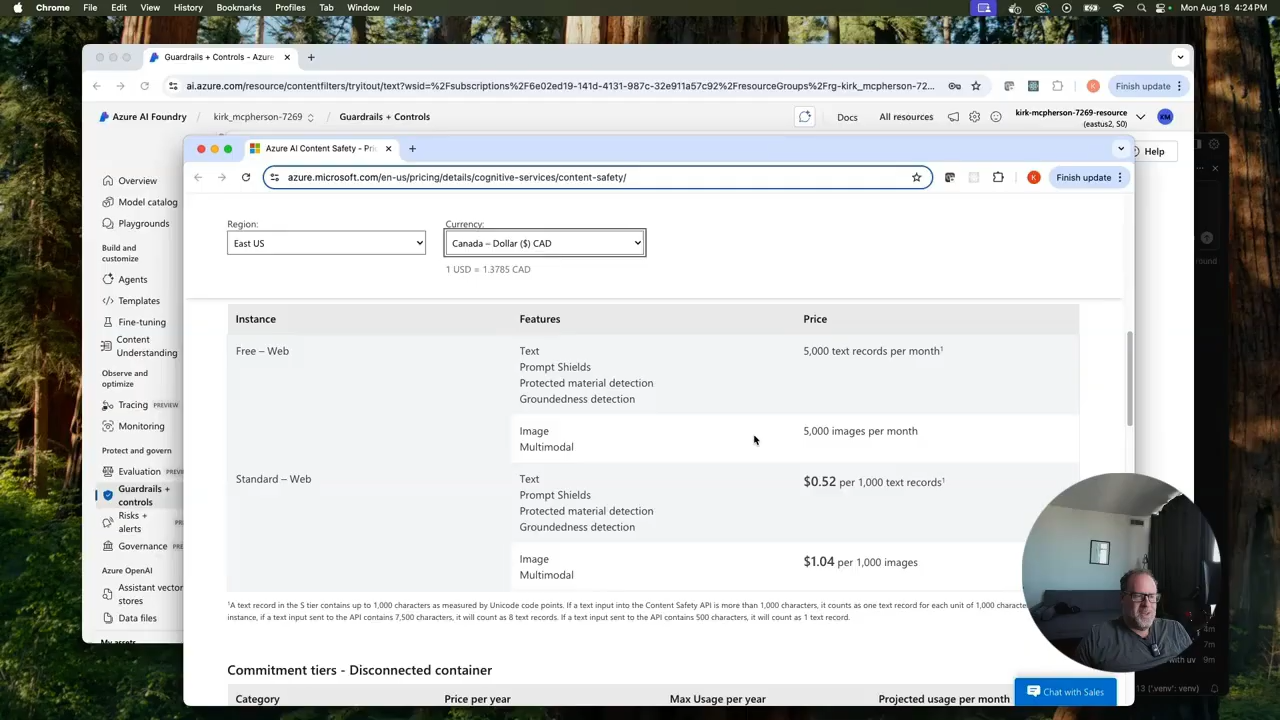 Chrome File Edit View History Bookmarks Profiles Tab Window Help Mon Aug 18 4:24 PM
Guardrails + Controls - Azure
ai.azure.com/resource/contentfilters/tryitout/text?wsid=%2Fsubscriptions%2F6e02ed19-141d-4131-987c-32e911a57c92%2FresourceGroups%2Frg-kirk_mcpherson-72... K Finish update
Azure AI Foundry / kirk_mcpherson-7269 / Guardrails + Controls Docs All resources kirk-mcpherson-7269-resource
(eastus2, S0) KM
Azure AI Content Safety - Pri Help
azure.microsoft.com/en-us/pricing/details/cognitive-services/content-safety/ K Finish update
Overview
Model catalog
Playgrounds
Build and
customize
Agents
Templates
Fine-tuning
Content
Understanding
Observe and
optimize
Tracing PREVIEW
Monitoring
Protect and govern
Evaluation
Guardrails +
controls
Risks +
alerts
Governance
Azure OpenAI
Assistant vector
stores
Data files
My assets
Region: Currency:
East US Canada – Dollar ($) CAD
1 USD = 1.3785 CAD
Instance Features Price
Free – Web Text 5,000 text records per month¹
Prompt Shields
Protected material detection
Groundedness detection
Image 5,000 images per month
Multimodal
Standard – Web Text $0.52 per 1,000 text records¹
Prompt Shields
Protected material detection
Groundedness detection
Image $1.04 per 1,000 images
Multimodal
¹A text record in the S tier contains up to 1,000 characters as measured by Unicode code points. If a text input into the Content Safety API is more than 1,000 characters, it counts as one text record for each unit of 1,000
instance, if a text input sent to the API contains 7,500 characters, it will count as 8 text records. If a text input sent to the API contains 500 characters, it will count as 1 text record.
Commitment tiers - Disconnected container
Category Price per year Max Usage per year Projected usage per month
Chat with Sales
4m
7m
with uv 9m
13 ('.venv': venv)